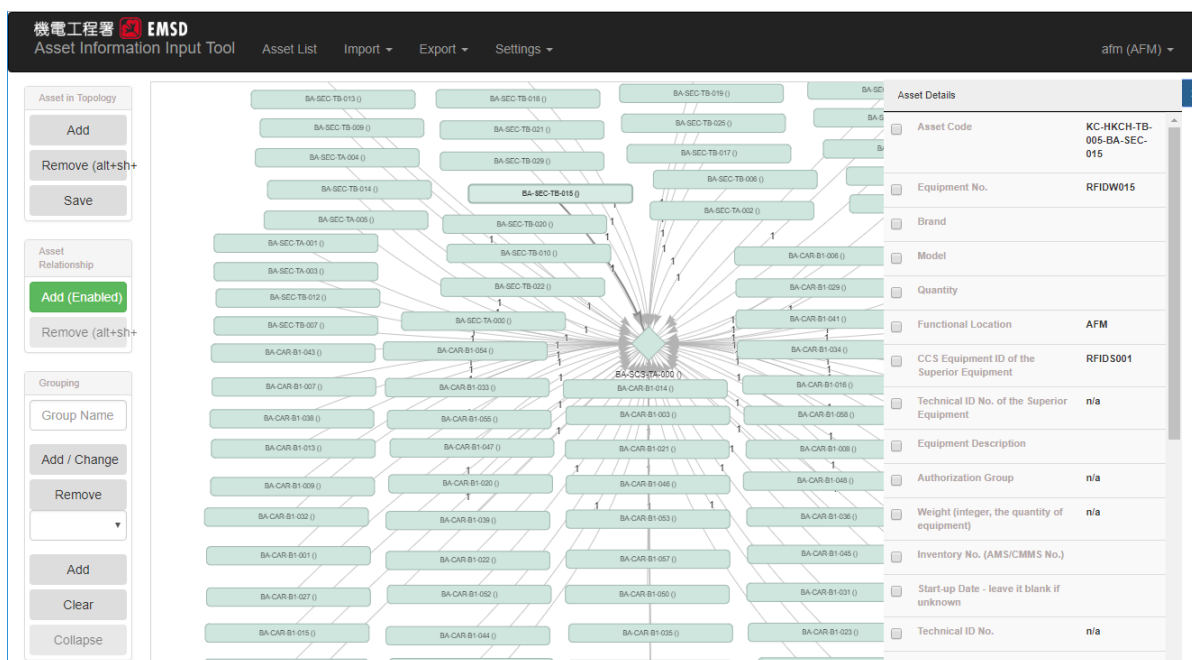 機電工程署 EMSD
Asset Information Input Tool
Asset List
Import
Export
Settings
afm (AFM)
Asset in Topology
Add
Remove (alt+sh+
Save
Asset
Relationship
Add (Enabled)
Remove (alt+sh+
Grouping
Group Name
Add / Change
Remove
Add
Clear
Collapse
BA-SEC-TB-013 ()
BA-SEC-TB-018 ()
BA-SEC-TB-019 ()
BA-SEC-TB-009 ()
BA-SEC-TB-021 ()
BA-SEC-TB-025 ()
BA-SEC-TA-004 ()
BA-SEC-TB-029 ()
BA-SEC-TB-017 ()
BA-SEC-TB-014 ()
BA-SEC-TB-015 ()
BA-SEC-TB-006 ()
BA-SEC-TA-005 ()
BA-SEC-TB-020 ()
BA-SEC-TA-002 ()
BA-SEC-TA-001 ()
BA-SEC-TB-010 ()
BA-CAR-B1-006 ()
BA-SEC-TA-003 ()
BA-SEC-TB-022 ()
BA-CAR-B1-029 ()
BA-SEC-TB-012 ()
BA-SEC-TA-000 ()
BA-CAR-B1-041 ()
BA-SEC-TB-007 ()
BA-CAR-B1-043 ()
BA-CAR-B1-054 ()
BA-CAR-B1-034 ()
BA-SCS-TA-000 ()
BA-CAR-B1-007 ()
BA-CAR-B1-033 ()
BA-CAR-B1-014 ()
BA-CAR-B1-016 ()
BA-CAR-B1-038 ()
BA-CAR-B1-055 ()
BA-CAR-B1-003 ()
BA-CAR-B1-058 ()
BA-CAR-B1-013 ()
BA-CAR-B1-047 ()
BA-CAR-B1-021 ()
BA-CAR-B1-008 ()
BA-CAR-B1-009 ()
BA-CAR-B1-020 ()
BA-CAR-B1-046 ()
BA-CAR-B1-048 ()
BA-CAR-B1-032 ()
BA-CAR-B1-039 ()
BA-CAR-B1-053 ()
BA-CAR-B1-036 ()
BA-CAR-B1-001 ()
BA-CAR-B1-022 ()
BA-CAR-B1-057 ()
BA-CAR-B1-045 ()
BA-CAR-B1-027 ()
BA-CAR-B1-052 ()
BA-CAR-B1-050 ()
BA-CAR-B1-031 ()
BA-CAR-B1-015 ()
BA-CAR-B1-044 ()
BA-CAR-B1-035 ()
BA-CAR-B1-023 ()
Asset Details
Asset Code
KC-HKCH-TB-
005-BA-SEC-
015
Equipment No.
RFIDW015
Brand
Model
Quantity
Functional Location
AFM
CCS Equipment ID of the
Superior Equipment
RFIDS001
Technical ID No. of the Superior
Equipment
n/a
Equipment Description
Authorization Group
n/a
Weight (integer, the quantity of
equipment)
n/a
Inventory No. (AMS/CMMS No.)
Start-up Date - leave it blank if
unknown
Technical ID No.
n/a